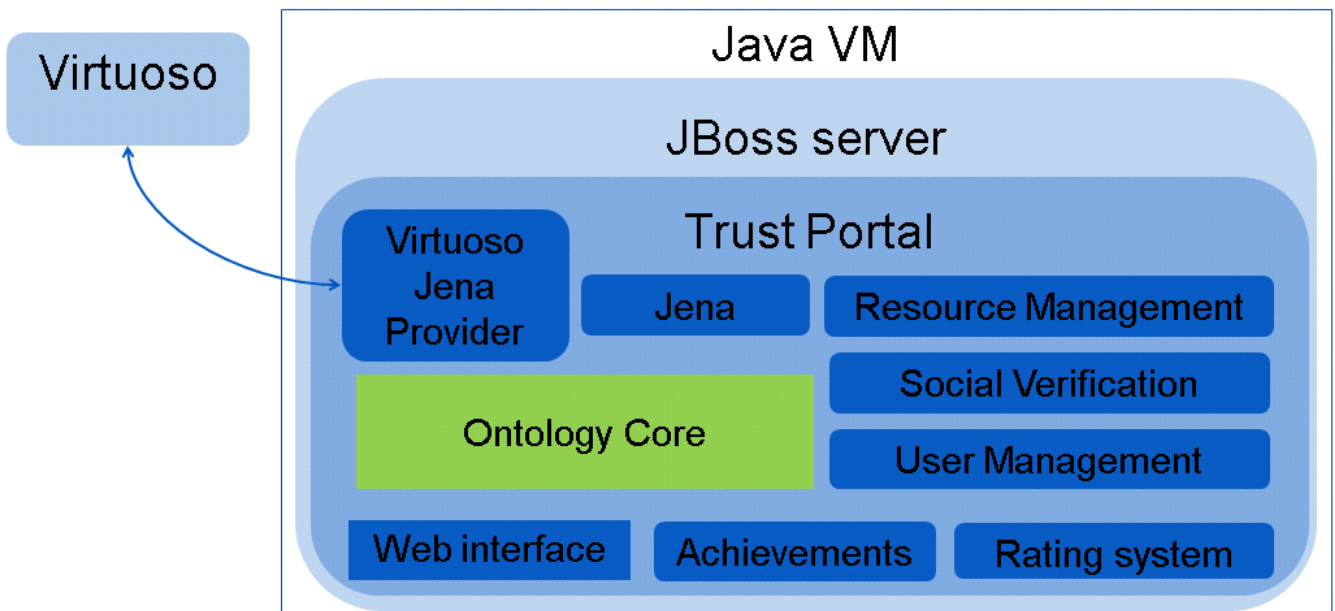 Java VM
Virtuoso
JBoss server
Trust Portal
Virtuoso
Jena
Provider
Jena
Resource Management
Social Verification
Ontology Core
User Management
Web interface
Achievements
Rating system